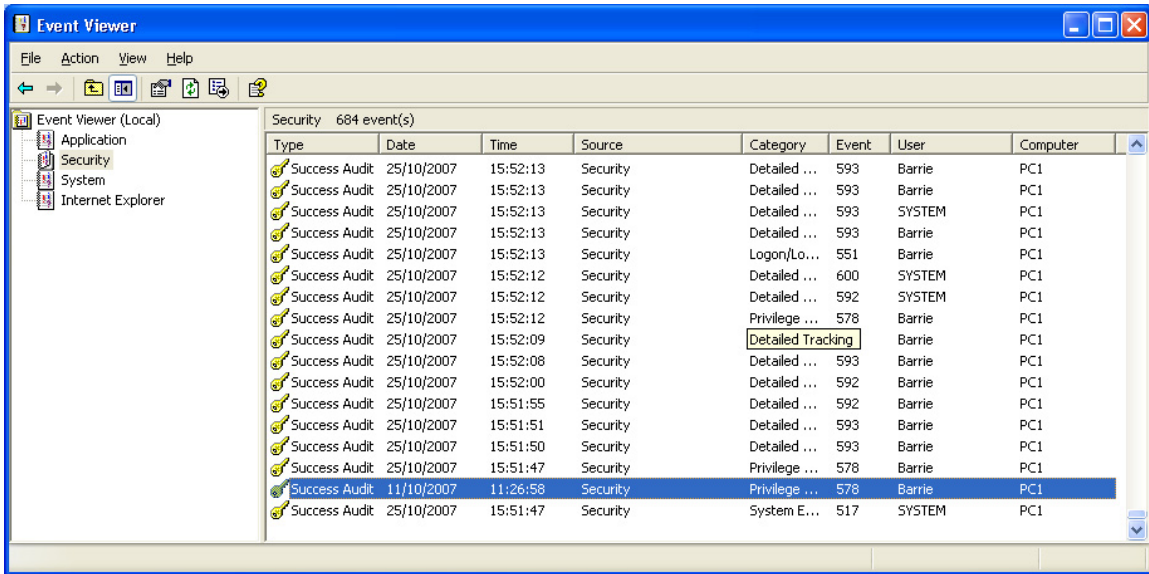 Event Viewer
File Action View Help
Event Viewer (Local)
Application
Security
System
Internet Explorer
Security 684 event(s)
Type Date Time Source Category Event User Computer
Success Audit 25/10/2007 15:52:13 Security Detailed ... 593 Barrie PC1
Success Audit 25/10/2007 15:52:13 Security Detailed ... 593 Barrie PC1
Success Audit 25/10/2007 15:52:13 Security Detailed ... 593 SYSTEM PC1
Success Audit 25/10/2007 15:52:13 Security Detailed ... 593 Barrie PC1
Success Audit 25/10/2007 15:52:13 Security Logon/Lo... 551 Barrie PC1
Success Audit 25/10/2007 15:52:12 Security Detailed ... 600 SYSTEM PC1
Success Audit 25/10/2007 15:52:12 Security Detailed ... 592 SYSTEM PC1
Success Audit 25/10/2007 15:52:12 Security Privilege ... 578 Barrie PC1
Success Audit 25/10/2007 15:52:09 Security Detailed Tracking Barrie PC1
Success Audit 25/10/2007 15:52:08 Security Detailed ... 593 Barrie PC1
Success Audit 25/10/2007 15:52:00 Security Detailed ... 592 Barrie PC1
Success Audit 25/10/2007 15:51:55 Security Detailed ... 592 Barrie PC1
Success Audit 25/10/2007 15:51:51 Security Detailed ... 593 Barrie PC1
Success Audit 25/10/2007 15:51:50 Security Detailed ... 593 Barrie PC1
Success Audit 25/10/2007 15:51:47 Security Privilege ... 578 Barrie PC1
Success Audit 11/10/2007 11:26:58 Security Privilege ... 578 Barrie PC1
Success Audit 25/10/2007 15:51:47 Security System E... 517 SYSTEM PC1